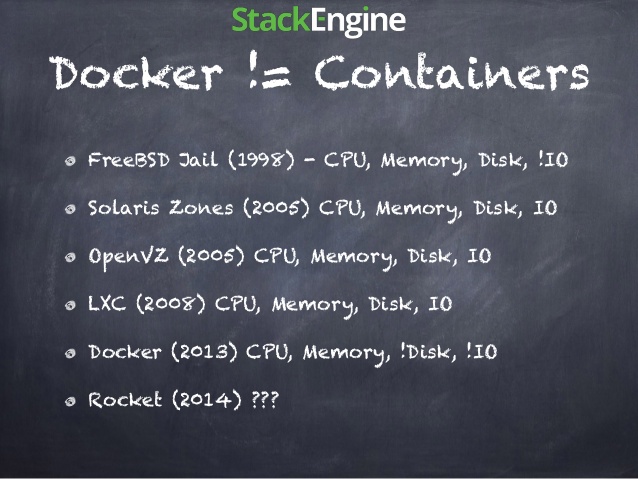 StackEngine
Docker != Containers
FreeBSD Jail (1998) - CPU, Memory, Disk, !IO
Solaris Zones (2005) CPU, Memory, Disk, IO
OpenVZ (2005) CPU, Memory, Disk, IO
LXC (2008) CPU, Memory, Disk, IO
Docker (2013) CPU, Memory, !Disk, !IO
Rocket (2014) ???